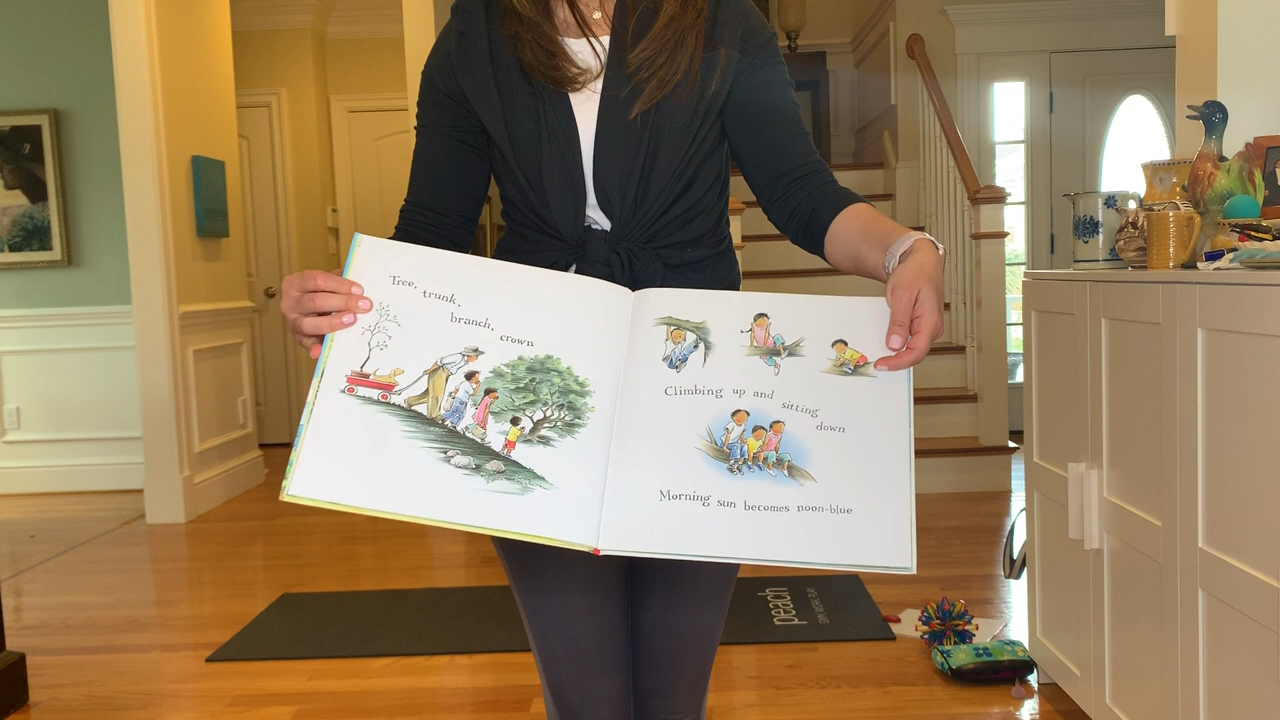 Tree, trunk,
branch, crown
Climbing up and sitting
down
Morning sun becomes noon-blue
peach